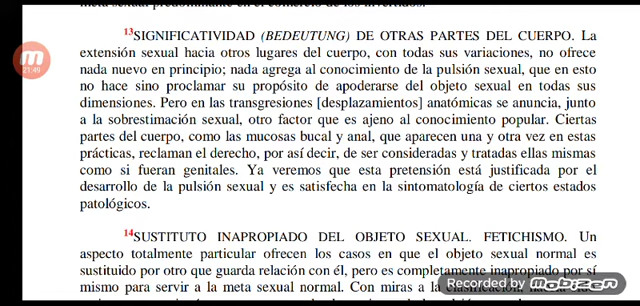 meta sexual predominante en el comercio de los invertidos.
13SIGNIFICATIVIDAD (BEDEUTUNG) DE OTRAS PARTES DEL CUERPO. La
extensión sexual hacia otros lugares del cuerpo, con todas sus variaciones, no ofrece
nada nuevo en principio; nada agrega al conocimiento de la pulsión sexual, que en esto
no hace sino proclamar su propósito de apoderarse del objeto sexual en todas sus
dimensiones. Pero en las transgresiones [desplazamientos] anatómicas se anuncia, junto
a la sobrestimación sexual, otro factor que es ajeno al conocimiento popular. Ciertas
partes del cuerpo, como las mucosas bucal y anal, que aparecen una y otra vez en estas
prácticas, reclaman el derecho, por así decir, de ser consideradas y tratadas ellas mismas
como si fueran genitales. Ya veremos que esta pretensión está justificada por el
desarrollo de la pulsión sexual y es satisfecha en la sintomatología de ciertos estados
patológicos.
14SUSTITUTO INAPROPIADO DEL OBJETO SEXUAL. FETICHISMO. Un
aspecto totalmente particular ofrecen los casos en que el objeto sexual normal es
sustituido por otro que guarda relación con él, pero es completamente inapropiado por sí
mismo para servir a la meta sexual normal. Con miras a la clasificación,
21:49
Recorded by mobizen